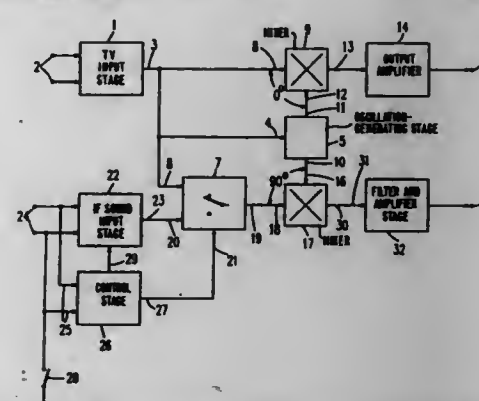 1
TV
INPUT
STAGE
2
3
8
MIXER
9
0°
13
14
OUTPUT
AMPLIFIER
12
11
OSCILLATION-
GENERATING STAGE
4
5
10
16
6
7
90°
22
IF SOUND
INPUT
STAGE
2
23
20
19
18
17
MIXER
30
31
FILTER AND
AMPLIFIER
STAGE
32
21
29
CONTROL
STAGE
25
26
27
28